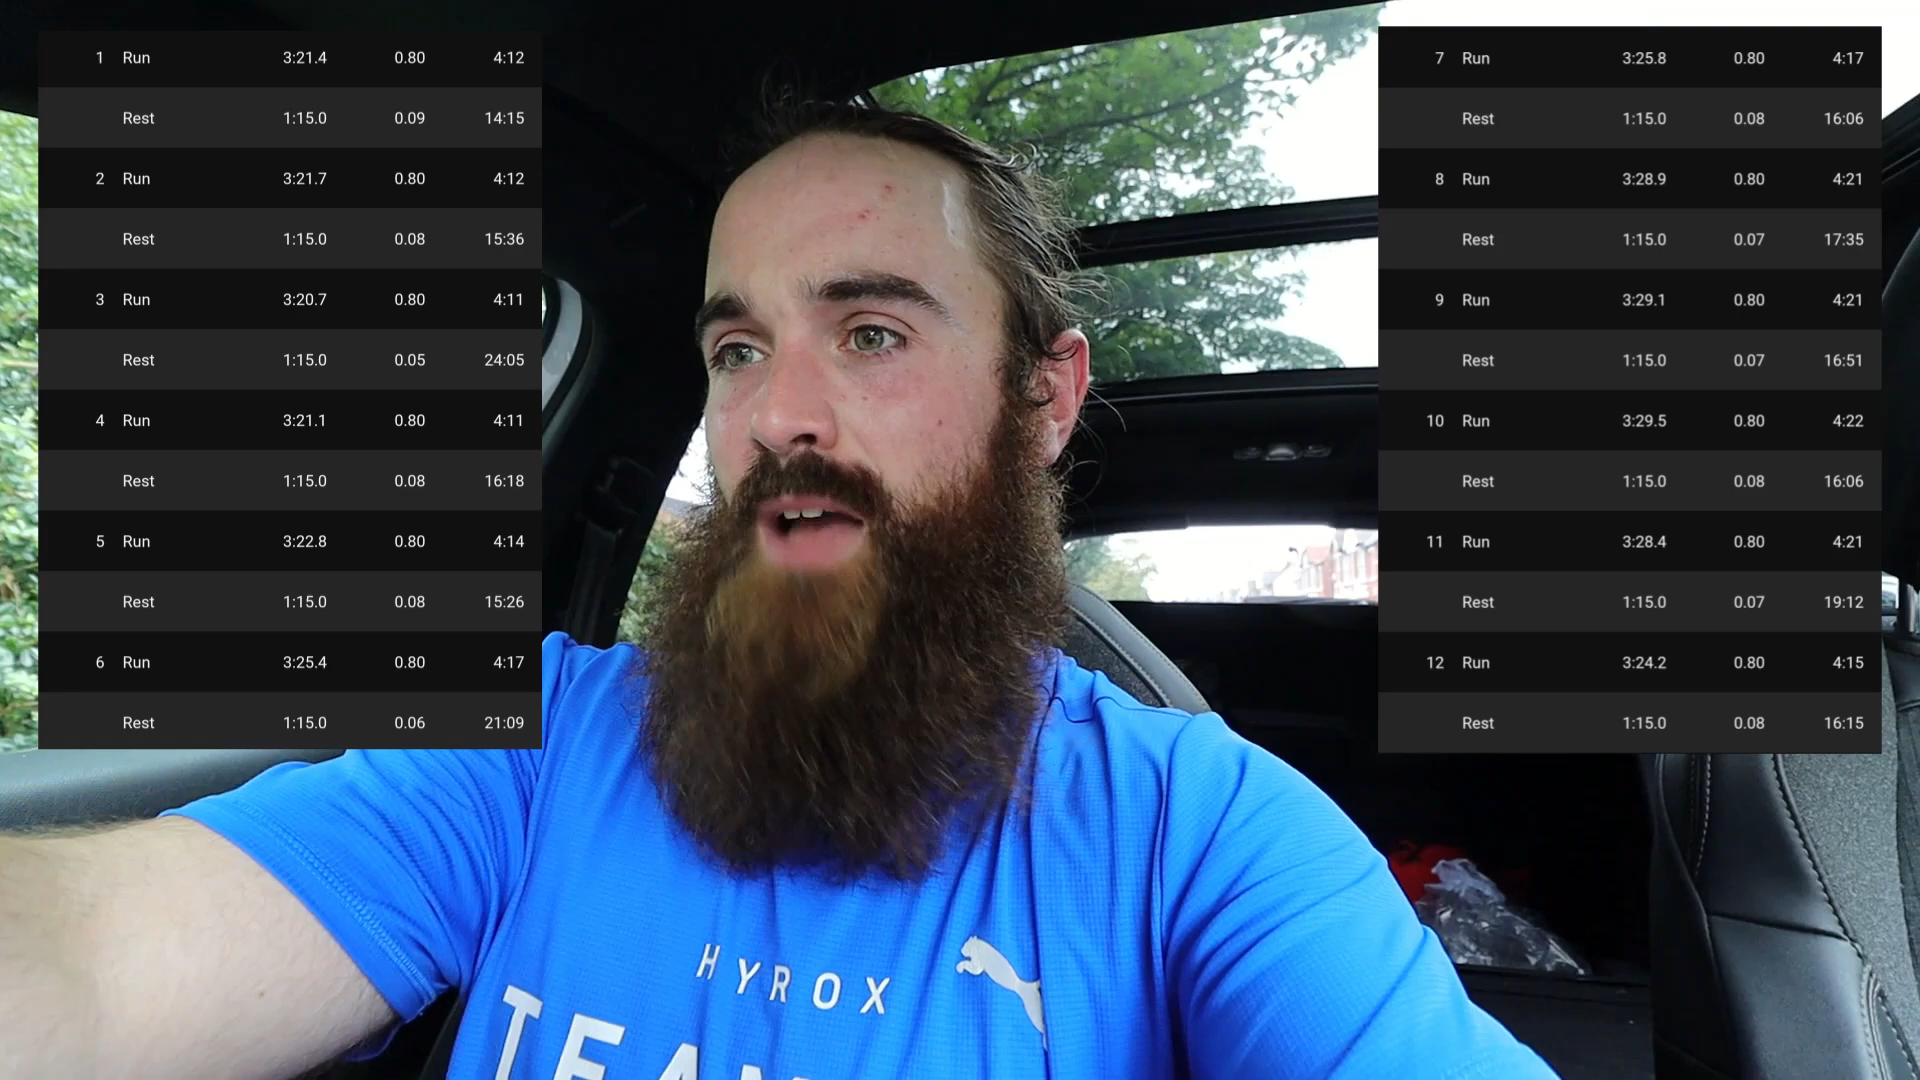 1 Run 3:21.4 0.80 4:12
Rest 1:15.0 0.09 14:15
2 Run 3:21.7 0.80 4:12
Rest 1:15.0 0.08 15:36
3 Run 3:20.7 0.80 4:11
Rest 1:15.0 0.05 24:05
4 Run 3:21.1 0.80 4:11
Rest 1:15.0 0.08 16:18
5 Run 3:22.8 0.80 4:14
Rest 1:15.0 0.08 15:26
6 Run 3:25.4 0.80 4:17
Rest 1:15.0 0.06 21:09
7 Run 3:25.8 0.80 4:17
Rest 1:15.0 0.08 16:06
8 Run 3:28.9 0.80 4:21
Rest 1:15.0 0.07 17:35
9 Run 3:29.1 0.80 4:21
Rest 1:15.0 0.07 16:51
10 Run 3:29.5 0.80 4:22
Rest 1:15.0 0.08 16:06
11 Run 3:28.4 0.80 4:21
Rest 1:15.0 0.07 19:12
12 Run 3:24.2 0.80 4:15
Rest 1:15.0 0.08 16:15
HYROX
TEAM